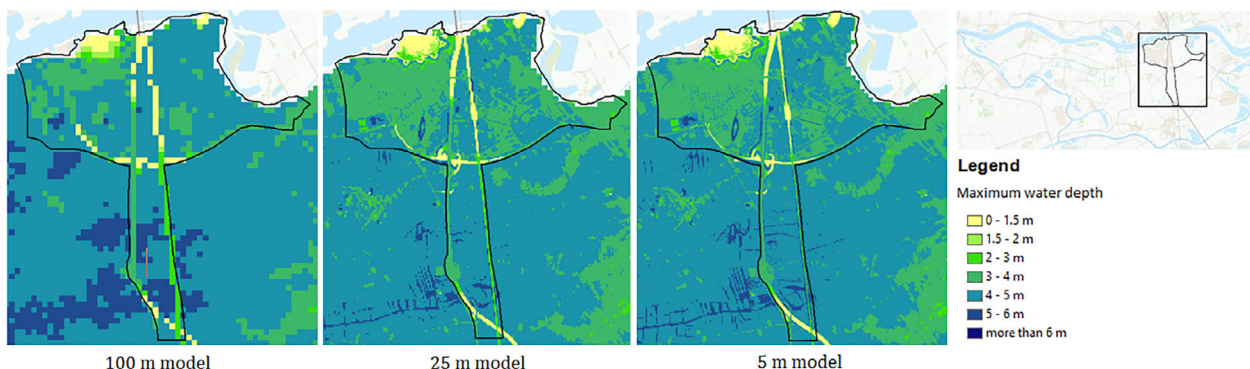 100 m model
25 m model
5 m model
Legend
Maximum water depth
0 - 1.5 m
1.5 - 2 m
2 - 3 m
3 - 4 m
4 - 5 m
5 - 6 m
more than 6 m